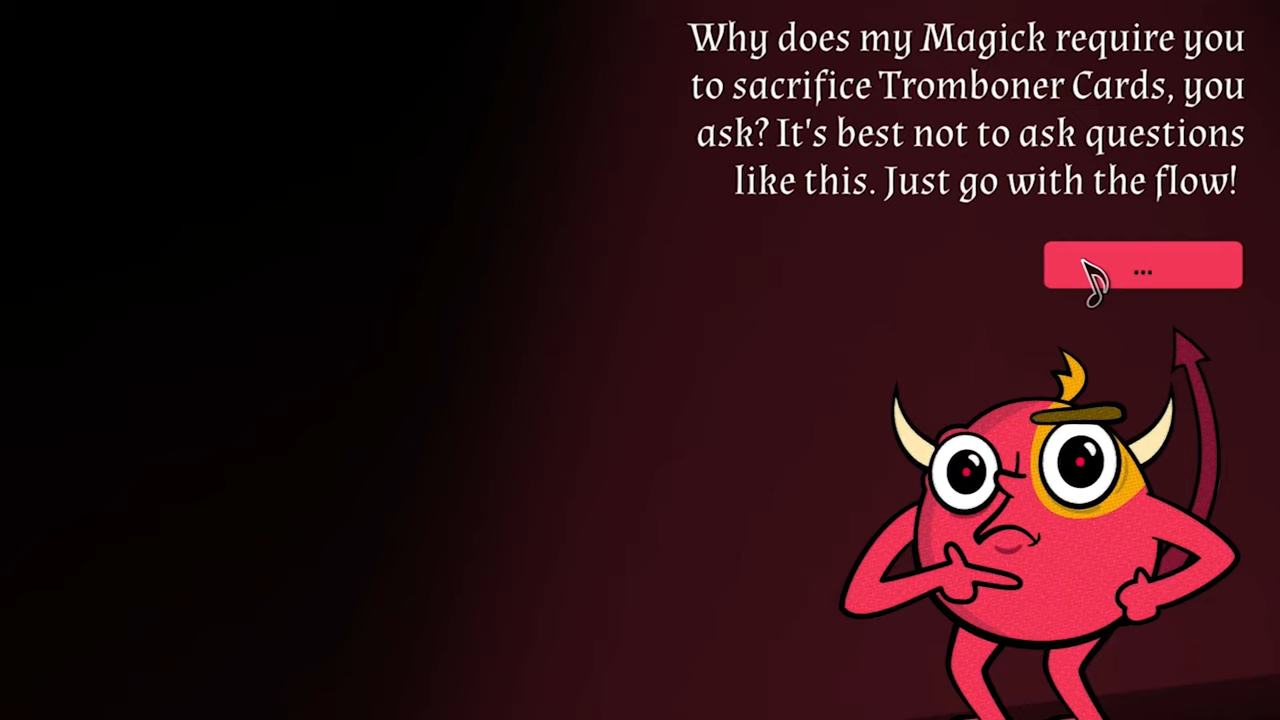 Why does my Magick require you
to sacrifice Tromboner Cards, you
ask? It's best not to ask questions
like this. Just go with the flow!
...